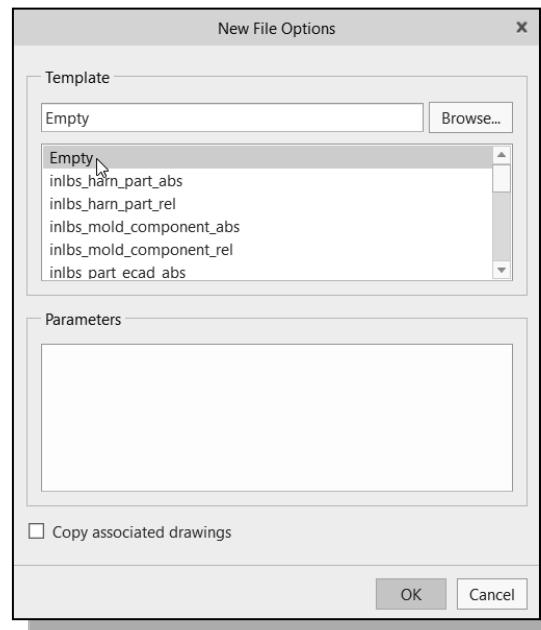 New File Options
Template
Empty
Browse...
Empty
inlbs_harn_part_abs
inlbs_harn_part_rel
inlbs_mold_component_abs
inlbs_mold_component_rel
inlbs_part_ecad_abs
Parameters
Copy associated drawings
OK Cancel